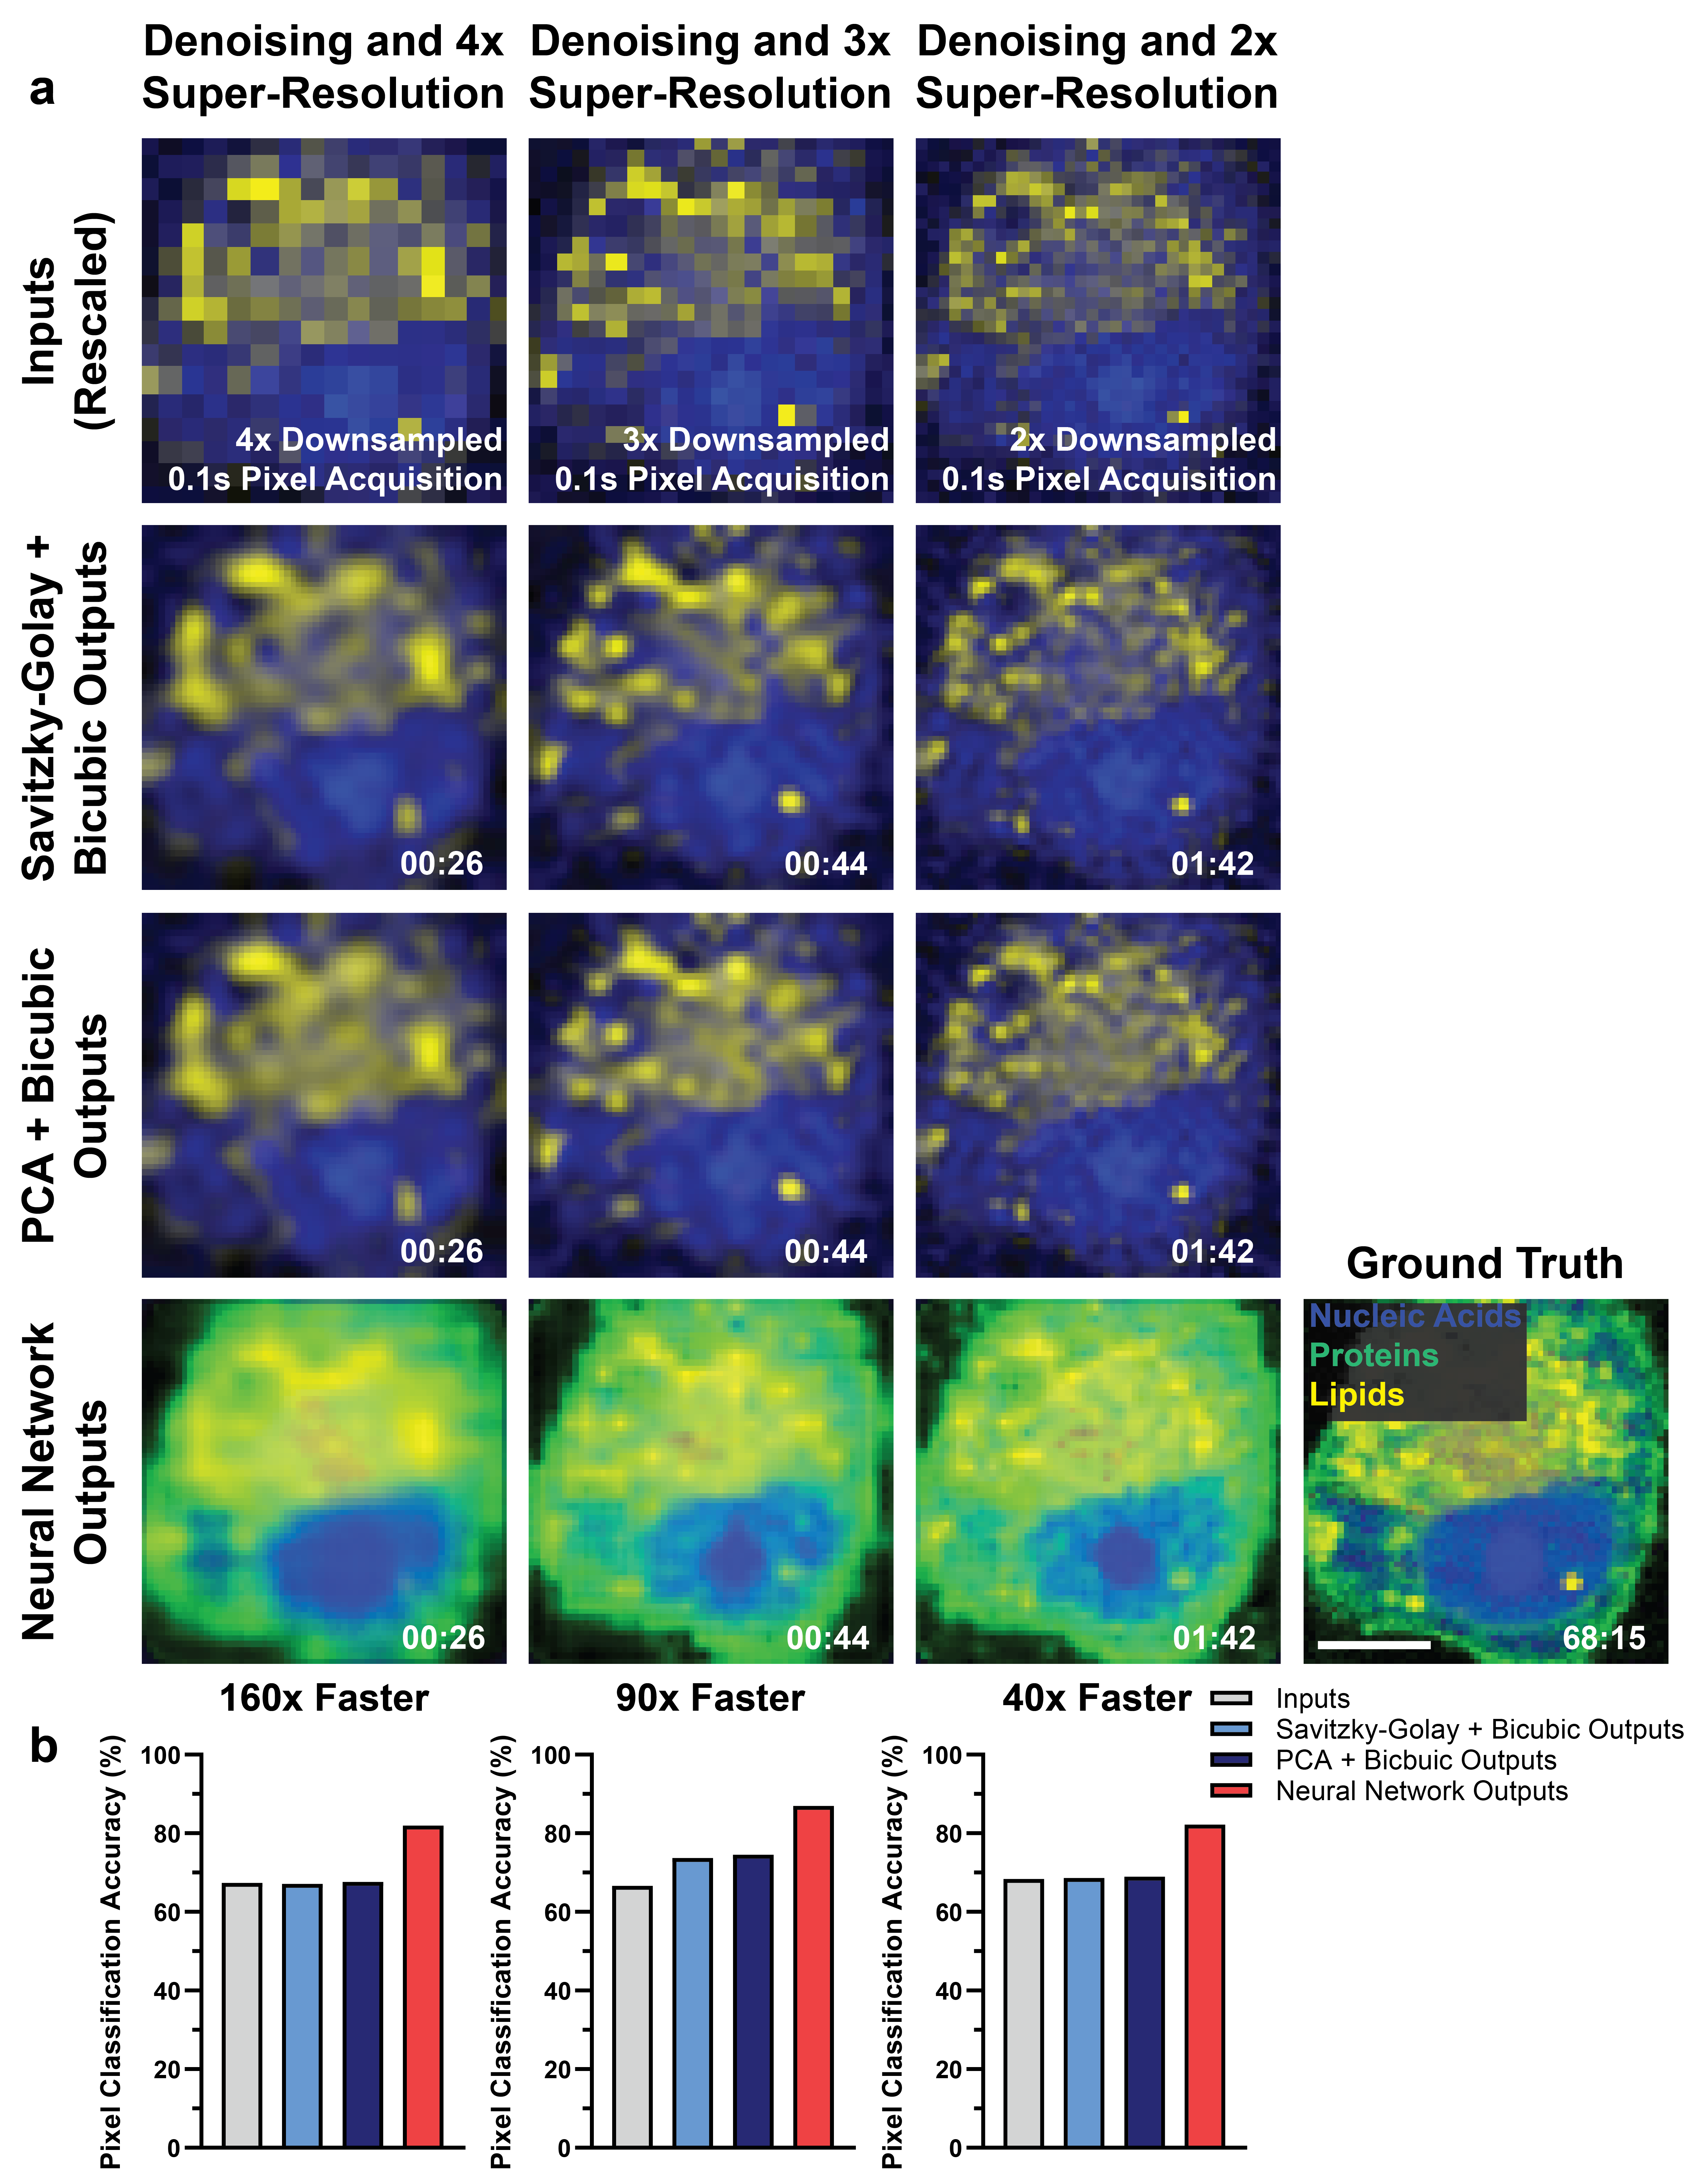 Denoising and 4x
Super-Resolution
Denoising and 3x
Super-Resolution
Denoising and 2x
Super-Resolution
a
Inputs
(Rescaled)
4x Downsampled
0.1s Pixel Acquisition
3x Downsampled
0.1s Pixel Acquisition
2x Downsampled
0.1s Pixel Acquisition
Savitzky-Golay +
Bicubic Outputs
00:26
00:44
01:42
PCA + Bicubic
Outputs
00:26
00:44
01:42
Neural Network
Outputs
00:26
00:44
01:42
Ground Truth
Nucleic Acids
Proteins
Lipids
68:15
160x Faster
90x Faster
40x Faster
Inputs
Savitzky-Golay + Bicubic Outputs
PCA + Bicbuic Outputs
Neural Network Outputs
b
Pixel Classification Accuracy (%)
100
80
60
40
20
0
Pixel Classification Accuracy (%)
100
80
60
40
20
0
Pixel Classification Accuracy (%)
100
80
60
40
20
0